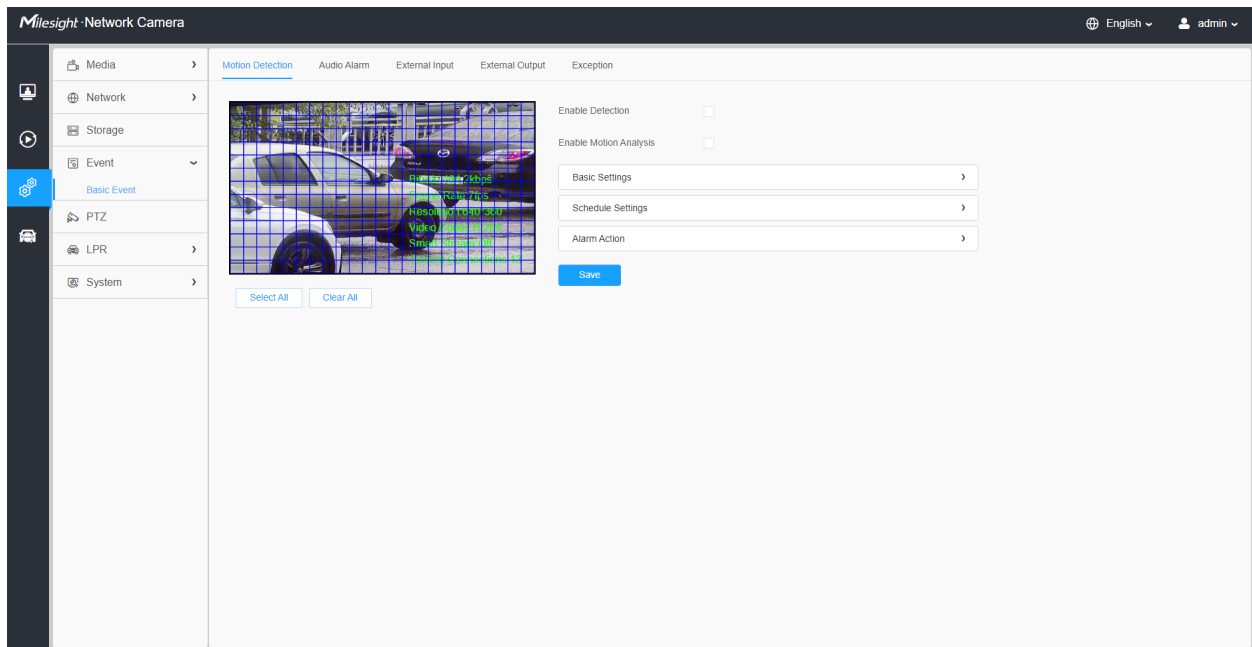 Milesight · Network Camera
English
admin
Media
Network
Storage
Event
Basic Event
PTZ
LPR
System
Motion Detection
Audio Alarm
External Input
External Output
Exception
Select All
Clear All
Enable Detection
Enable Motion Analysis
Basic Settings
Schedule Settings
Alarm Action
Save